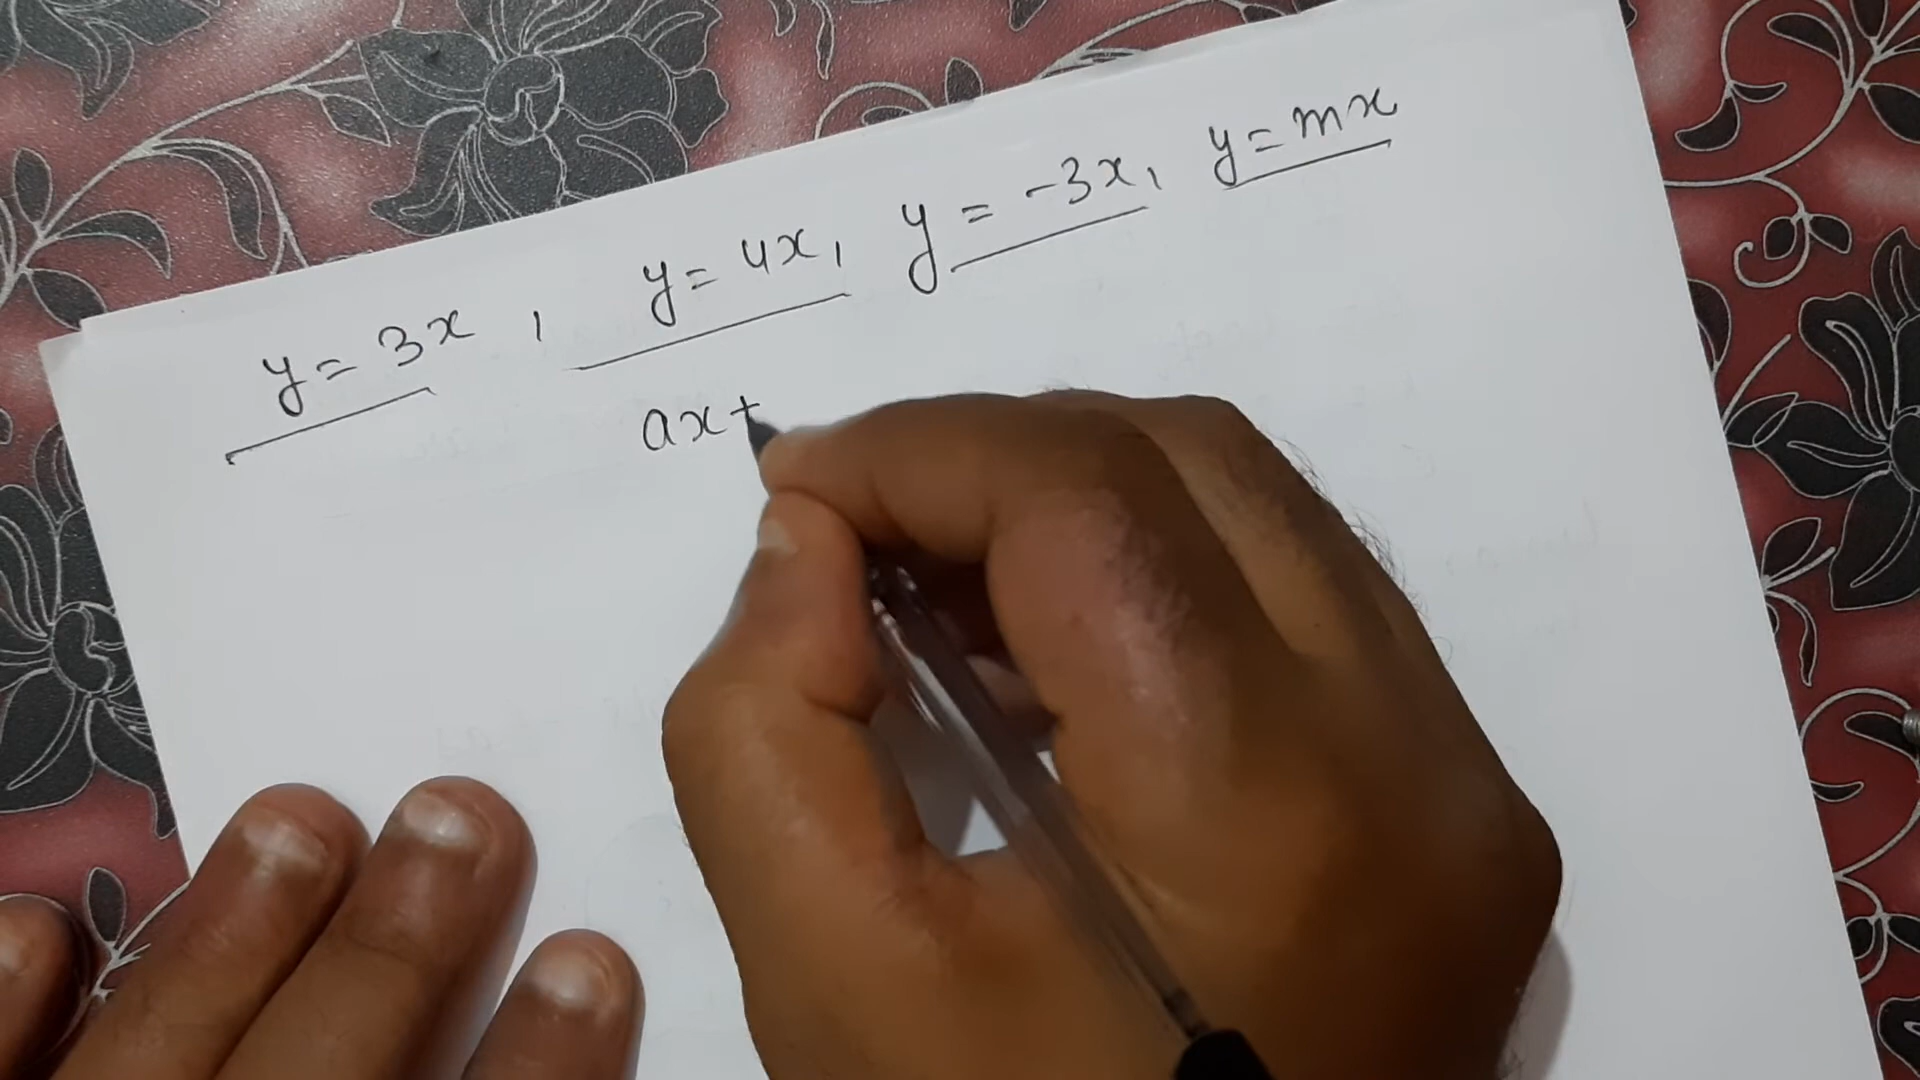 y = 3x , y = 4x, y = -3x, y = mx
ax +